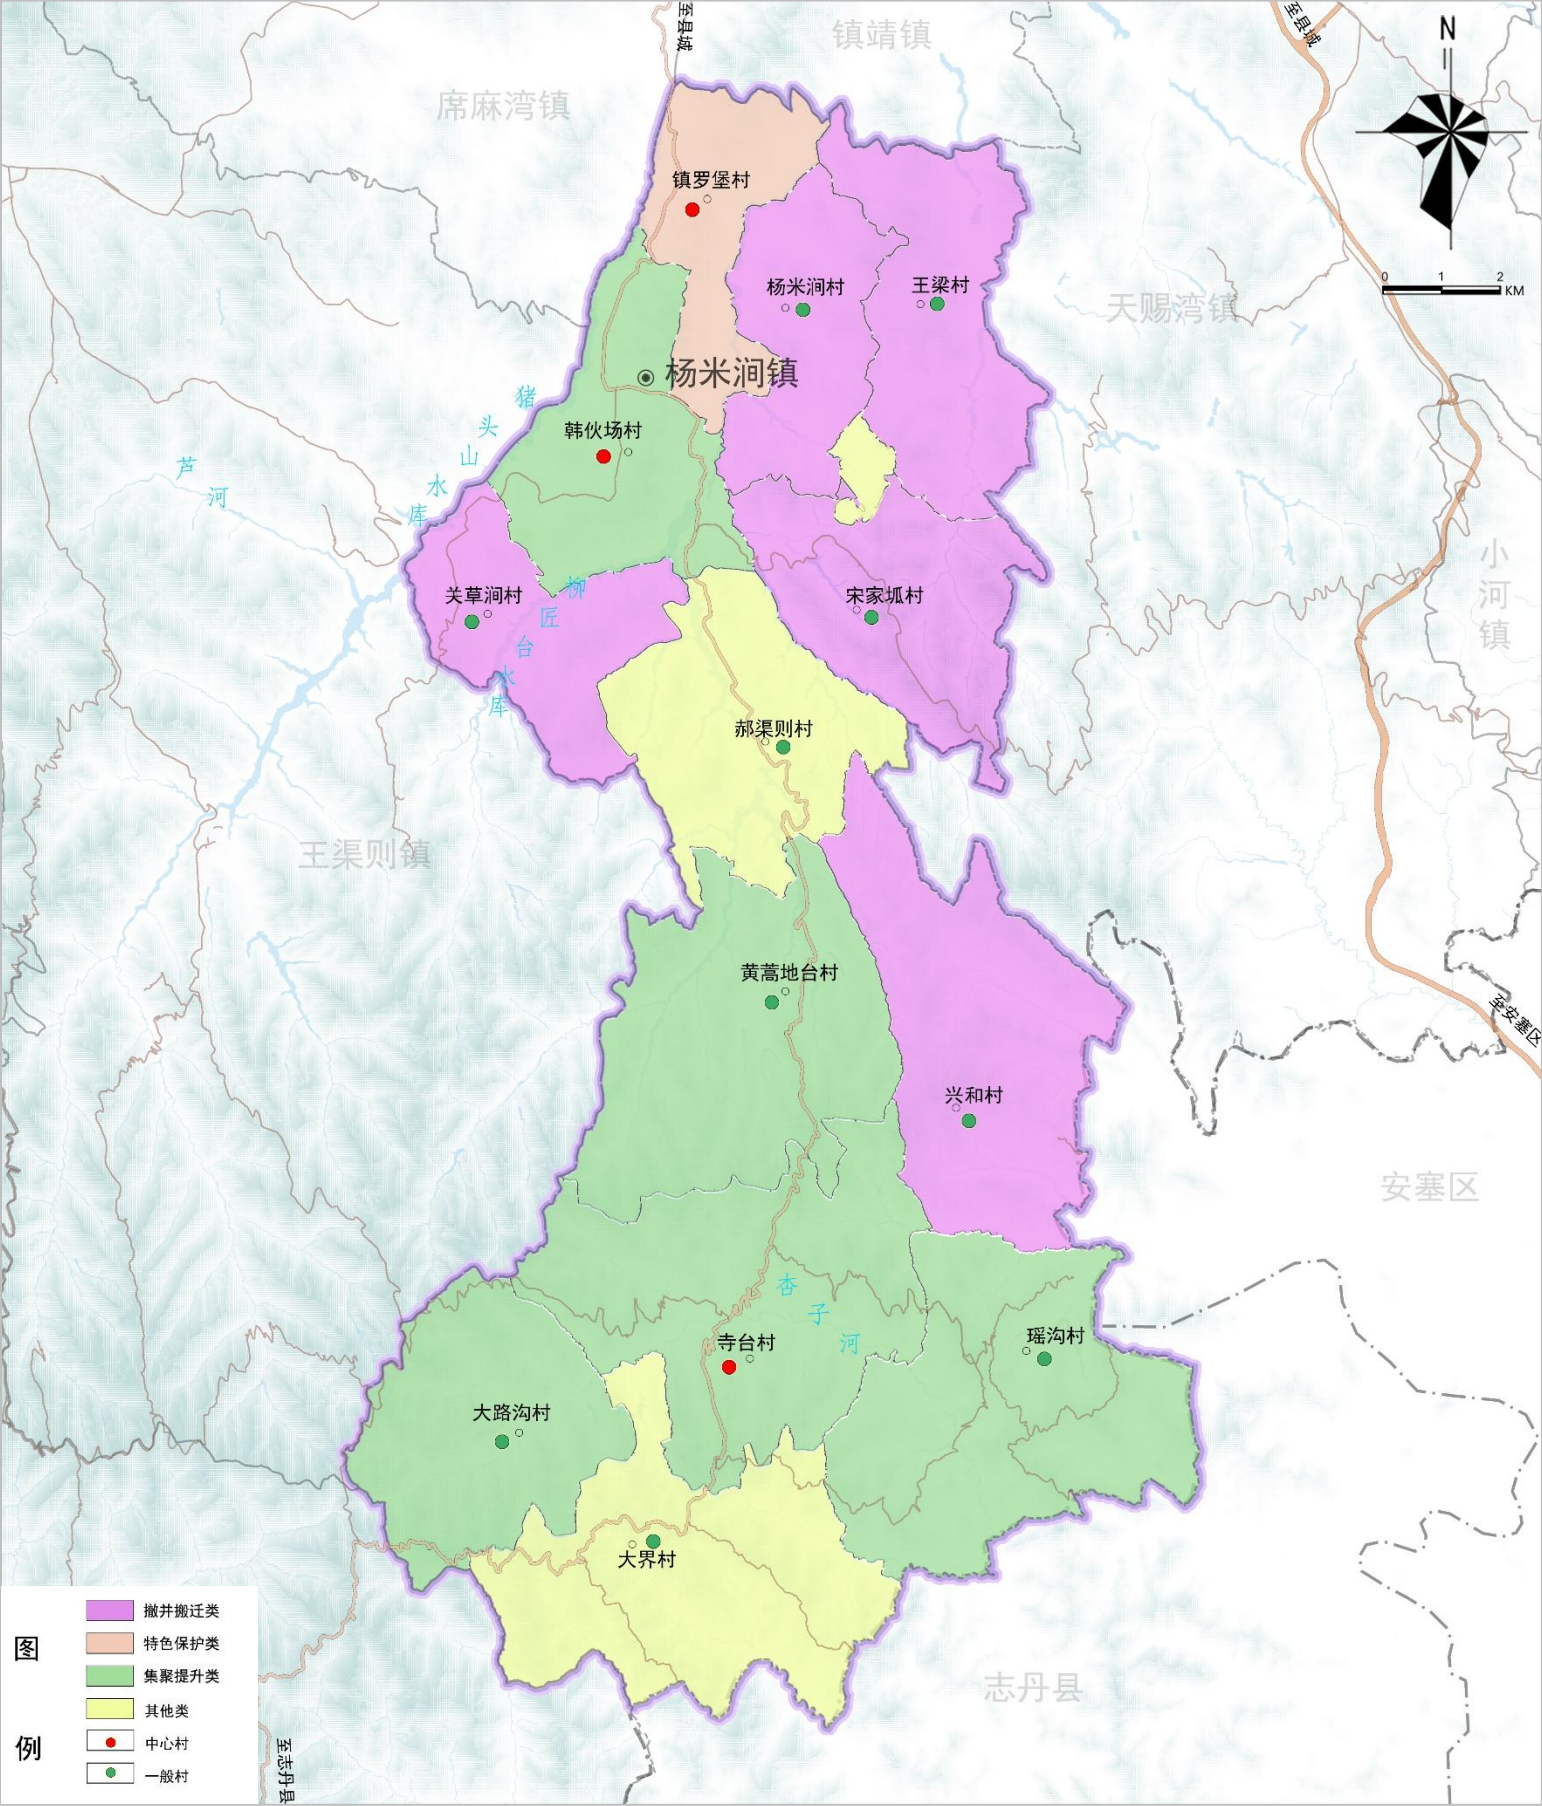 至县城
至县城
镇靖镇
N
席麻湾镇
镇罗堡村
0 1 2
KM
杨米涧村
王梁村
天赐湾镇
杨米涧镇
猪头山水库
韩伙场村
芦河
小河镇
关草涧村
柳匠台水库
宋家坬村
郝渠则村
王渠则镇
黄蒿地台村
至安塞区
兴和村
安塞区
杏子河
瑶沟村
寺台村
大路沟村
大界村
志丹县
至志丹县
图例
撤并搬迁类
特色保护类
集聚提升类
其他类
中心村
一般村